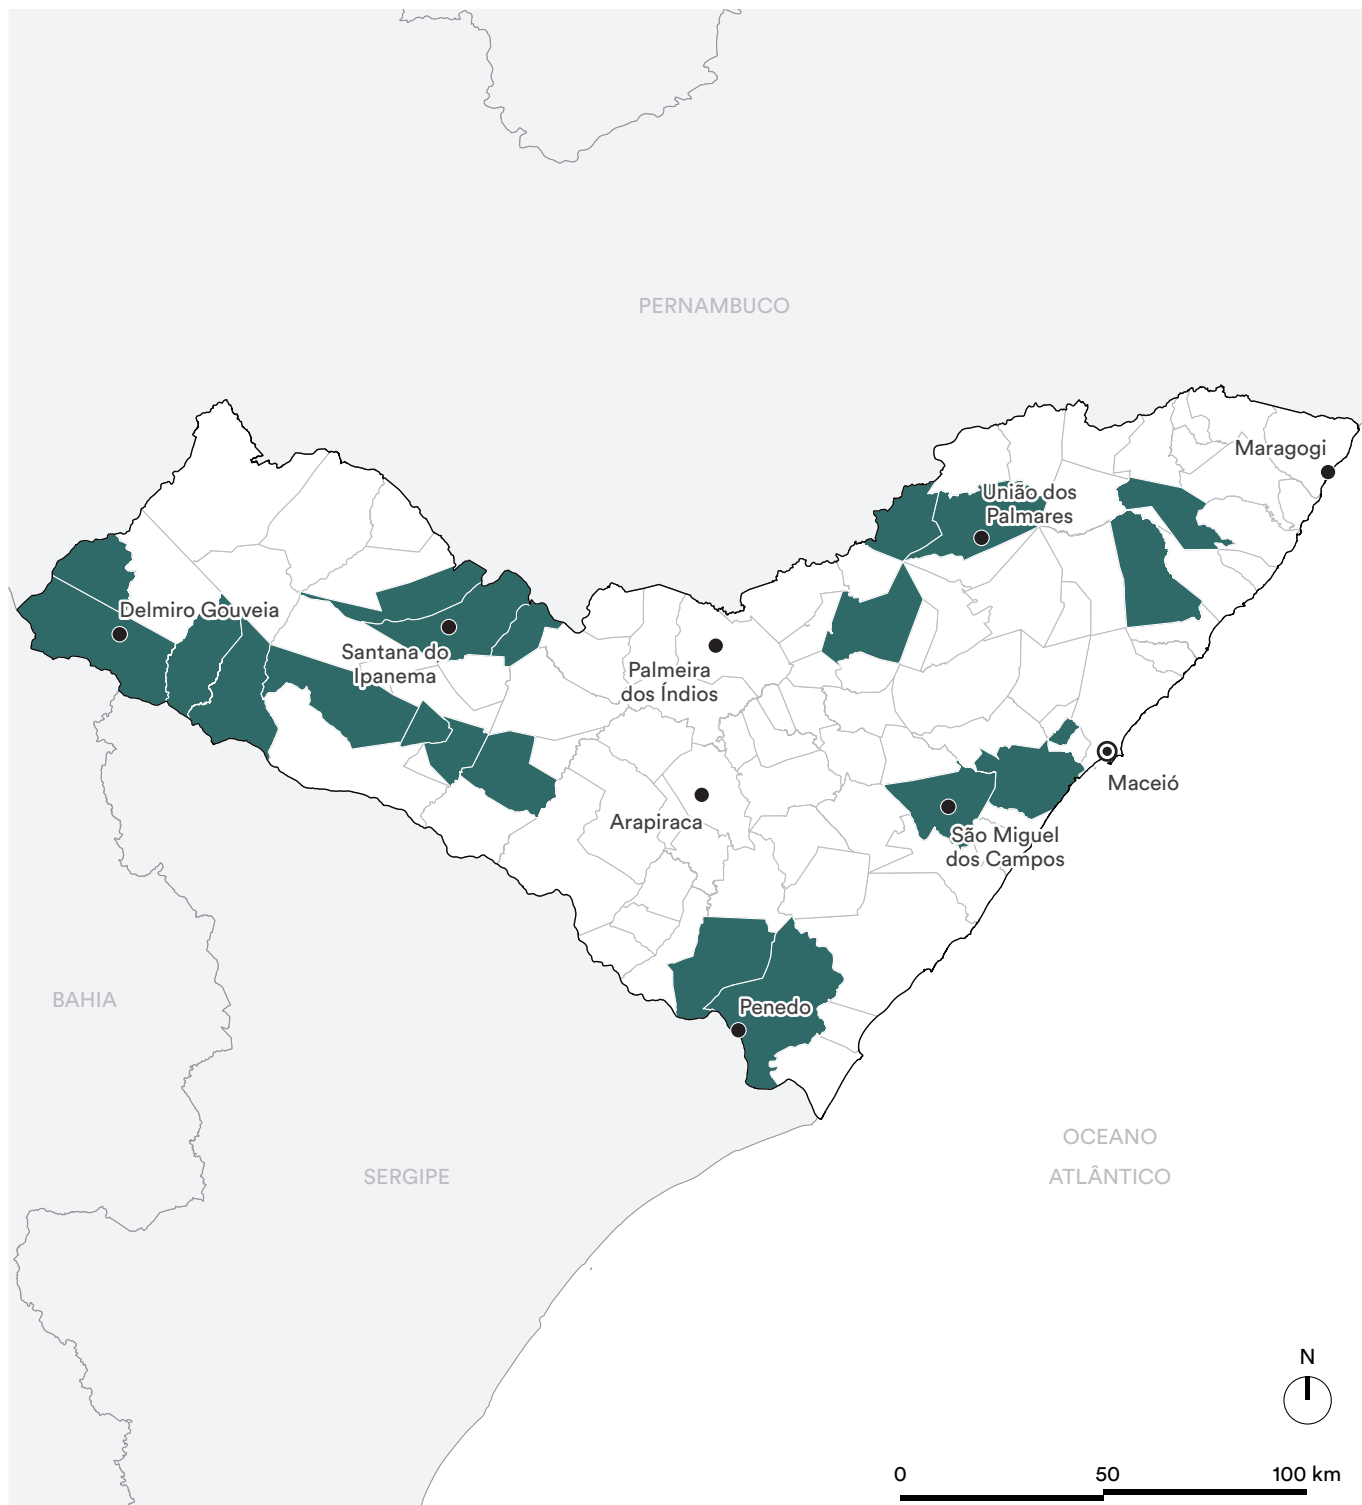 PERNAMBUCO
Maragogi
União dos
Palmares
Delmiro Gouveia
Santana do
Ipanema
Palmeira
dos Índios
Maceió
Arapiraca
São Miguel
dos Campos
BAHIA
Penedo
OCEANO
ATLÂNTICO
SERGIPE
N
0 50 100 km